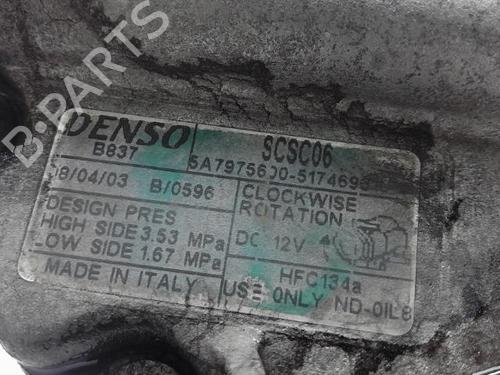 DENSO
SCSC06
B837
5A7975600-517469
08/04/03 B/0596
CLOCKWISE
ROTATION
DESIGN PRES
HIGH SIDE 3.53 MPa
LOW SIDE 1.67 MPa
DC 12V
MADE IN ITALY
HFC134a
USE ONLY ND-OIL8
B-PARTS